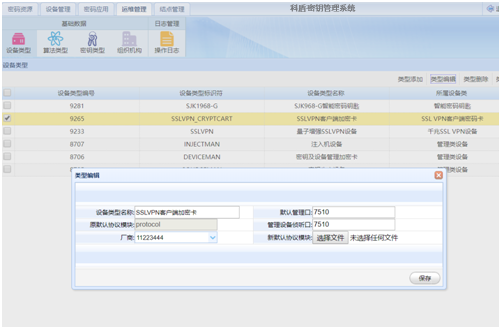 密码资源 设备管理 密码应用 运维管理 结点管理 科盾密钥管理系统
基础数据 日志管理
设备类型 算法类型 密钥类型 组织机构 操作日志
设备类型
类型添加 类型编辑 类型删除
设备类型编号 设备类型标识符 设备类型名称 所属设备类
9281 SJK1968-G SJK968-G智能密码钥匙 智能密码钥匙
9265 SSLVPN_CRYPTCART SSLVPN客户端加密卡 SSL VPN客户端密码卡
9233 SSLVPN 量子增强SSLVPN设备 千兆SSL VPN设备
8707 INJECTMAN 注入机设备 管理类设备
8706 DEVICEMAN 密钥及设备管理加密卡 管理类设备
管理类设备
类型编辑
设备类型名称: SSLVPN客户端加密卡 默认管理口: 7510
原默认协议模块: protocol 管理设备侦听口: 7510
厂商: 11223444 新默认协议模块: 选择文件 未选择任何文件
保存